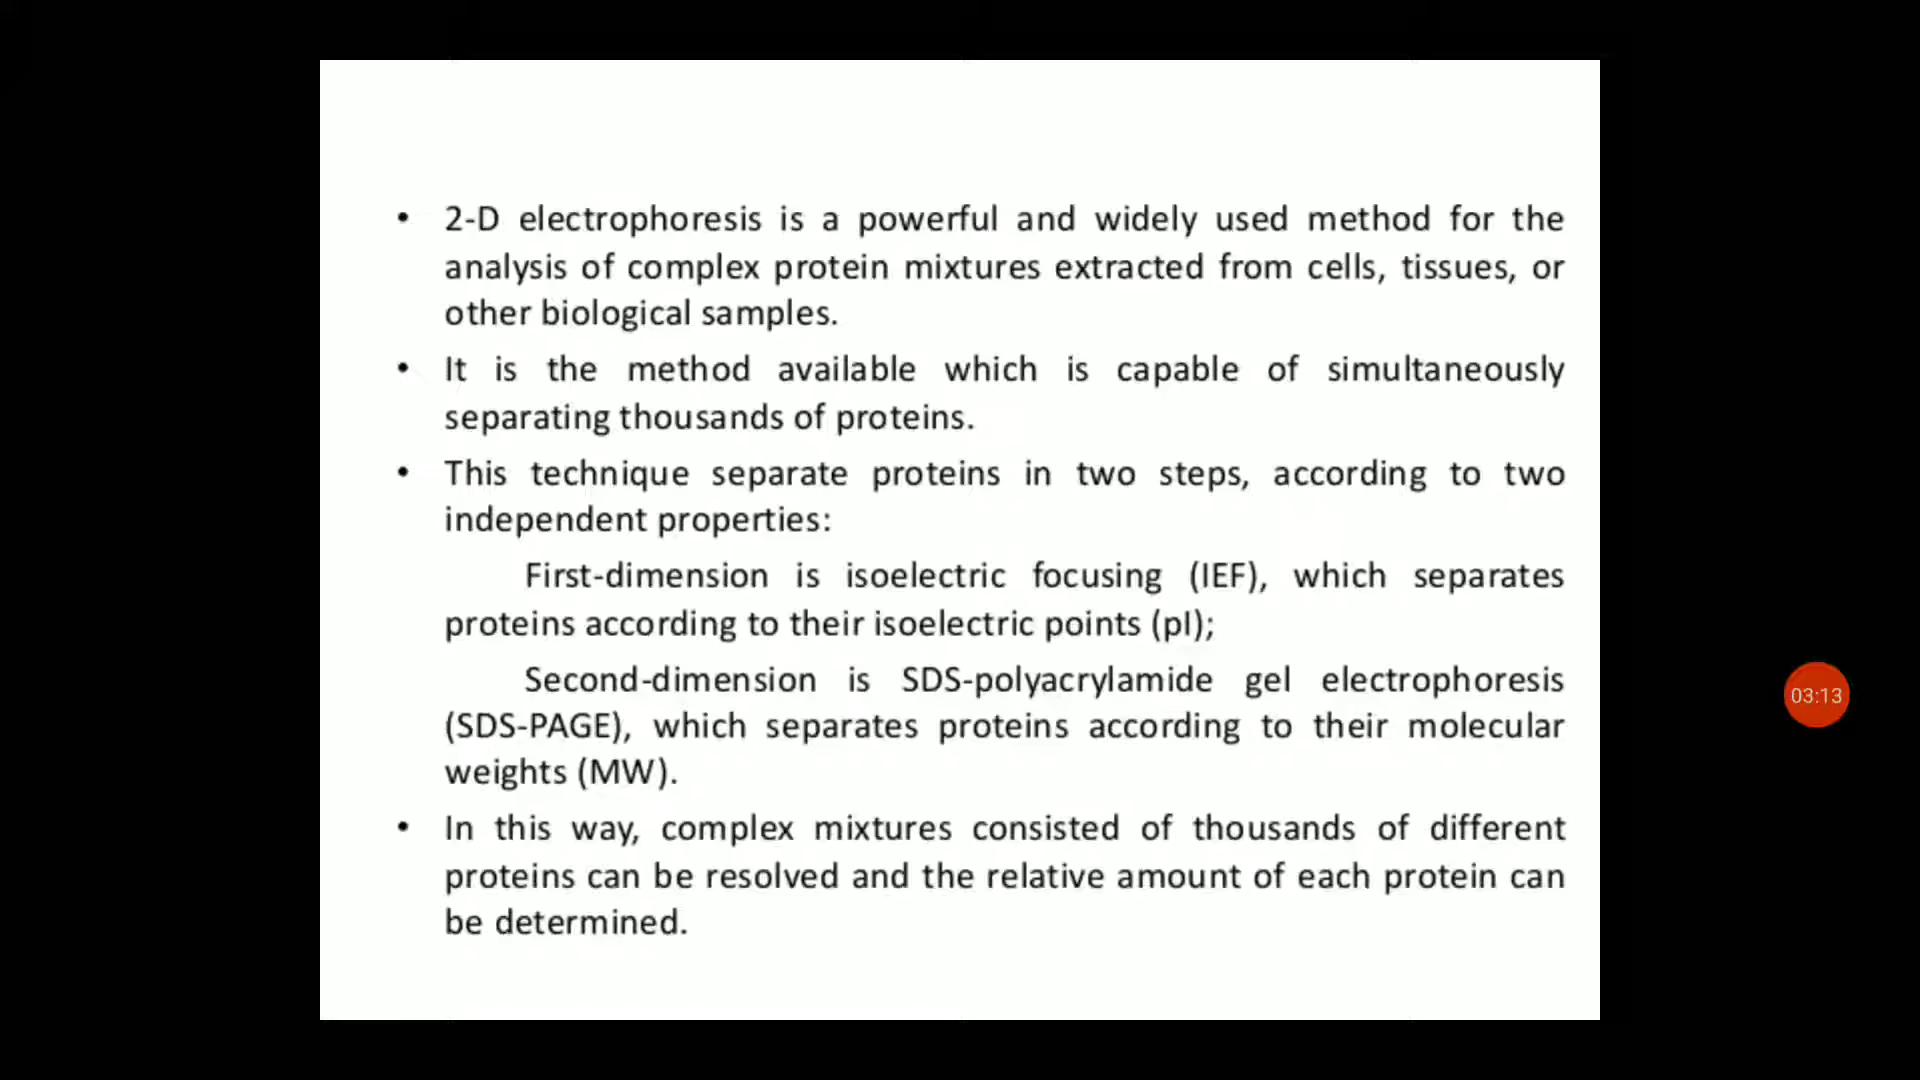 • 2-D electrophoresis is a powerful and widely used method for the
analysis of complex protein mixtures extracted from cells, tissues, or
other biological samples.
• It is the method available which is capable of simultaneously
separating thousands of proteins.
• This technique separate proteins in two steps, according to two
independent properties:
First-dimension is isoelectric focusing (IEF), which separates
proteins according to their isoelectric points (pI);
Second-dimension is SDS-polyacrylamide gel electrophoresis
(SDS-PAGE), which separates proteins according to their molecular
weights (MW).
• In this way, complex mixtures consisted of thousands of different
proteins can be resolved and the relative amount of each protein can
be determined.
03:13